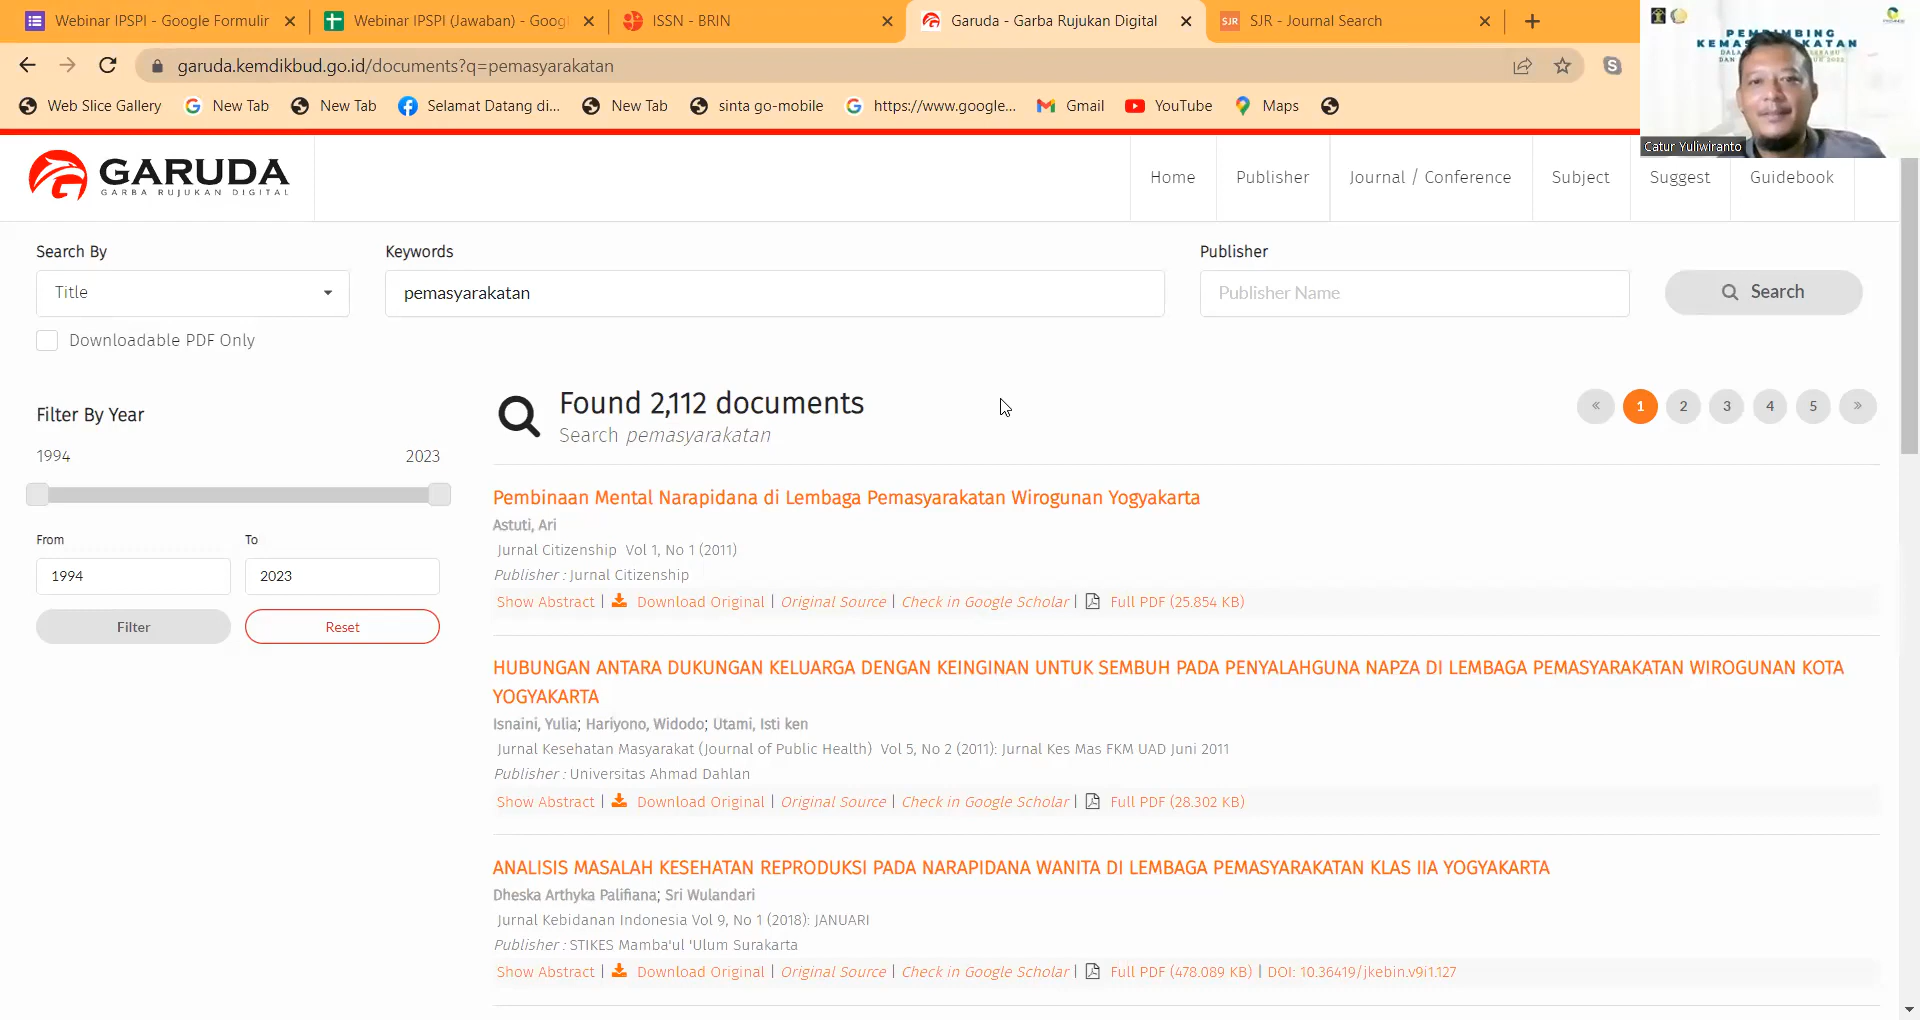 Webinar IPSPI - Google Formulir
Webinar IPSPI (Jawaban) - Goog
ISSN - BRIN
Garuda - Garba Rujukan Digital
SJR
SJR - Journal Search
garuda.kemdikbud.go.id/documents?q=pemasyarakatan
Web Slice Gallery
New Tab
New Tab
Selamat Datang di...
New Tab
sinta go-mobile
https://www.google...
Gmail
YouTube
Maps
Catur Yuliwiranto
GARUDA
GARBA RUJUKAN DIGITAL
Home
Publisher
Journal / Conference
Subject
Suggest
Guidebook
Search By
Keywords
Publisher
Title
pemasyarakatan
Publisher Name
Search
Downloadable PDF Only
Filter By Year
1994
2023
From
To
1994
2023
Filter
Reset
Found 2,112 documents
Search pemasyarakatan
« 1 2 3 4 5 »
Pembinaan Mental Narapidana di Lembaga Pemasyarakatan Wirogunan Yogyakarta
Astuti, Ari
Jurnal Citizenship Vol 1, No 1 (2011)
Publisher : Jurnal Citizenship
Show Abstract | Download Original | Original Source | Check in Google Scholar | Full PDF (25.854 KB)
HUBUNGAN ANTARA DUKUNGAN KELUARGA DENGAN KEINGINAN UNTUK SEMBUH PADA PENYALAHGUNA NAPZA DI LEMBAGA PEMASYARAKATAN WIROGUNAN KOTA
YOGYAKARTA
Isnaini, Yulia; Hariyono, Widodo; Utami, Isti ken
Jurnal Kesehatan Masyarakat (Journal of Public Health) Vol 5, No 2 (2011): Jurnal Kes Mas FKM UAD Juni 2011
Publisher : Universitas Ahmad Dahlan
Show Abstract | Download Original | Original Source | Check in Google Scholar | Full PDF (28.302 KB)
ANALISIS MASALAH KESEHATAN REPRODUKSI PADA NARAPIDANA WANITA DI LEMBAGA PEMASYARAKATAN KLAS IIA YOGYAKARTA
Dheska Arthyka Palifiana; Sri Wulandari
Jurnal Kebidanan Indonesia Vol 9, No 1 (2018): JANUARI
Publisher : STIKES Mamba'ul 'Ulum Surakarta
Show Abstract | Download Original | Original Source | Check in Google Scholar | Full PDF (478.089 KB) | DOI: 10.36419/jkebin.v9i1.127